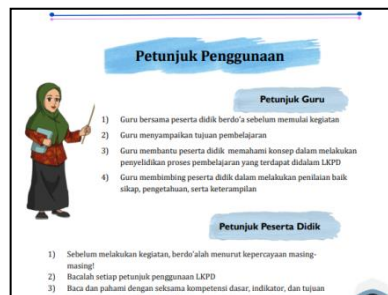 Petunjuk Penggunaan
Petunjuk Guru
1) Guru bersama peserta didik berdo'a sebelum memulai kegiatan
2) Guru menyampaikan tujuan pembelajaran
3) Guru membantu peserta didik memahami konsep dalam melakukan
penyelidikan proses pembelajaran yang terdapat didalam LKPD
4) Guru membimbing peserta didik dalam melakukan penilaian baik
sikap, pengetahuan, serta keterampilan
Petunjuk Peserta Didik
1) Sebelum melakukan kegiatan, berdo'alah menurut kepercayaan masing-
masing!
2) Bacalah setiap petunjuk penggunaan LKPD
3) Baca dan pahami dengan seksama kompetensi dasar, indikator, dan tujuan